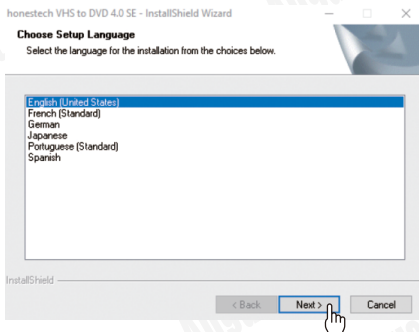 honestech VHS to DVD 4.0 SE - InstallShield Wizard
Choose Setup Language
Select the language for the installation from the choices below.
English (United States)
French (Standard)
German
Japanese
Portuguese (Standard)
Spanish
InstallShield
< Back Next > Cancel